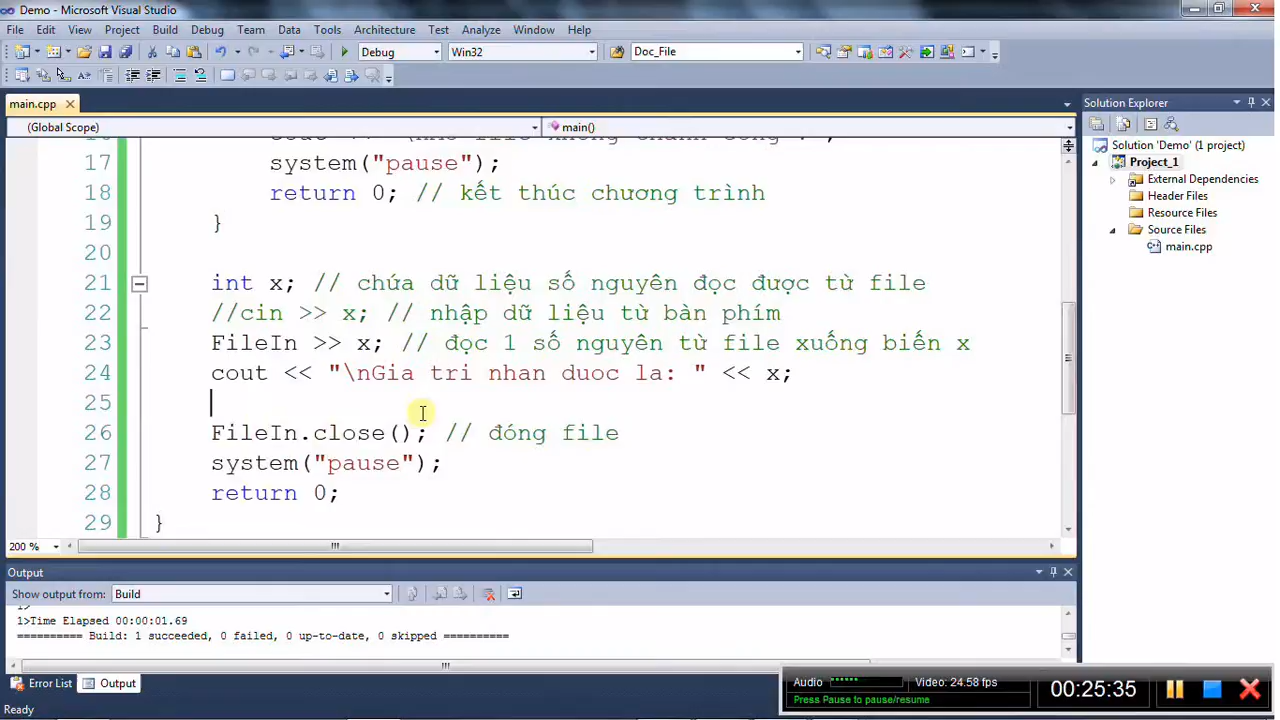 Demo - Microsoft Visual Studio
File Edit View Project Build Debug Team Data Tools Architecture Test Analyze Window Help
Debug Win32 Doc_File
main.cpp
(Global Scope) main()
17 system("pause");
18 return 0; // kết thúc chương trình
19 }
20
21 int x; // chứa dữ liệu số nguyên đọc được từ file
22 //cin >> x; // nhập dữ liệu từ bàn phím
23 FileIn >> x; // đọc 1 số nguyên từ file xuống biến x
24 cout << "\nGia tri nhan duoc la: " << x;
25
26 FileIn.close(); // đóng file
27 system("pause");
28 return 0;
29 }
200 %
Solution Explorer
Solution 'Demo' (1 project)
Project_1
External Dependencies
Header Files
Resource Files
Source Files
main.cpp
Output
Show output from: Build
1>Time Elapsed 00:00:01.69
========== Build: 1 succeeded, 0 failed, 0 up-to-date, 0 skipped ==========
Error List Output
Ready
Audio Video: 24.58 fps
Press Pause to pause/resume
00:25:35